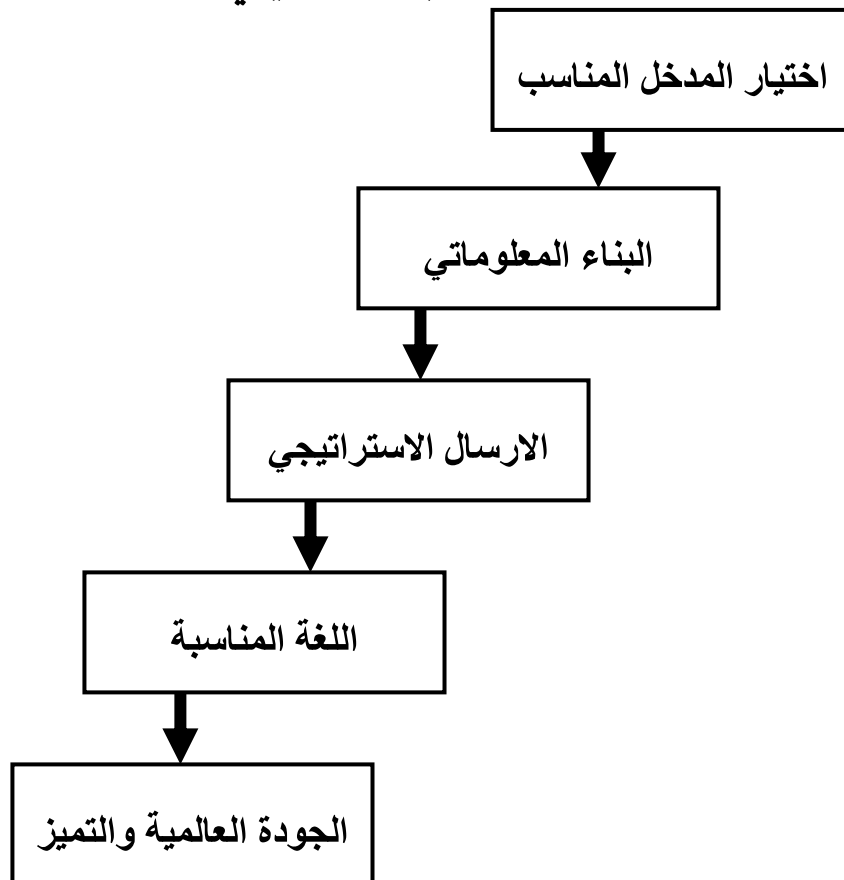 اختيار المدخل المناسب
البناء المعلوماتي
الارسال الاستراتيجي
اللغة المناسبة
الجودة العالمية والتميز